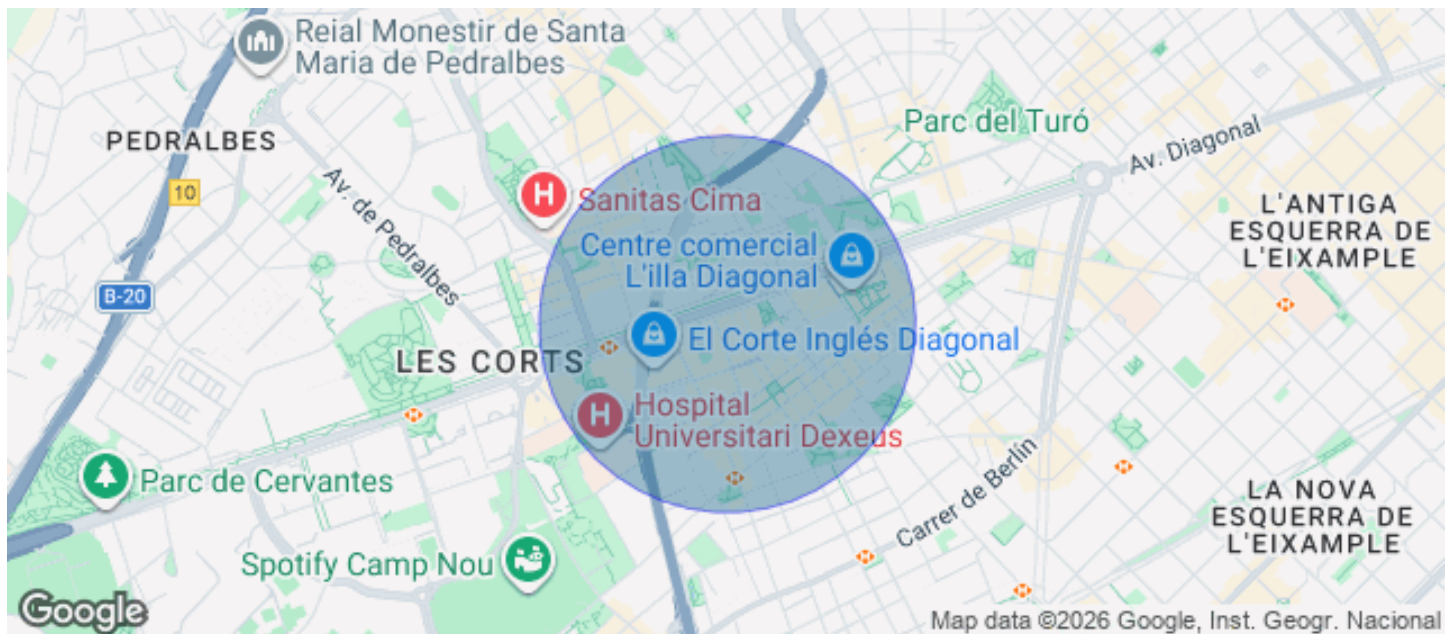 Reial Monestir de Santa
Maria de Pedralbes
PEDRALBES
10
Av. de Pedralbes
B-20
H
Sanitas Cima
Parc del Turó
Av. Diagonal
L'ANTIGA
ESQUERRA DE
L'EIXAMPLE
Centre comercial
L'illa Diagonal
El Corte Inglés Diagonal
LES CORTS
H
Hospital
Universitari Dexeus
Parc de Cervantes
Carrer de Berlín
LA NOVA
ESQUERRA DE
L'EIXAMPLE
Spotify Camp Nou
Google
Map data ©2026 Google, Inst. Geogr. Nacional